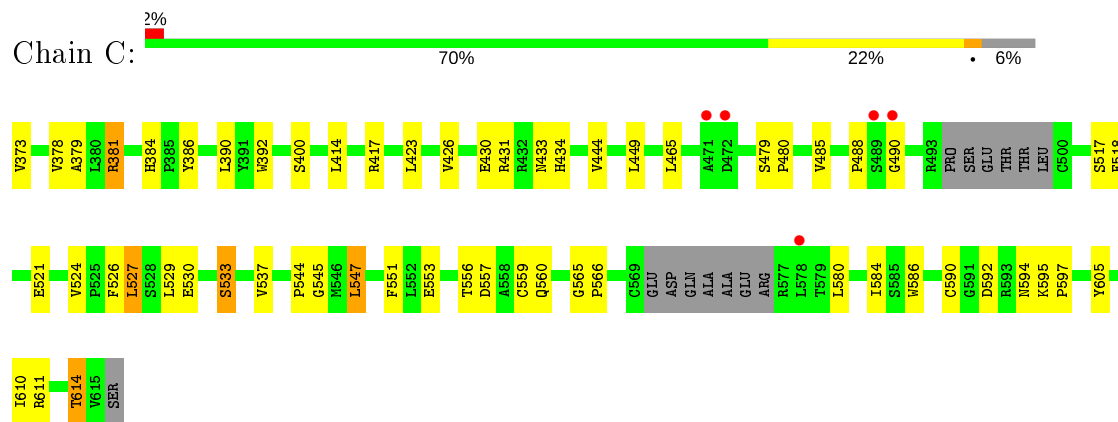 2%
Chain C:
70% 22% • 6%
V373 V378 A379 L380 R381 H384 P385 Y386 L390 Y391 W392 S400 L414 R417 L423 V426 E430 R431 R432 N433 H434 V444 L449 L465 A471 D472 S479 P480 V485 P488 S489 G490 R493 PRO SER GLU THR THR LEU C500 S517 E518
E521 V524 P525 F526 L527 S528 L529 E530 S533 V537 P544 G545 M546 L547 F551 L552 E553 T556 D557 A558 C559 Q560 G565 P566 C569 GLU ASP GLN ALA ALA GLU ARG R577 L578 T579 L580 I584 S585 W586 C590 G591 D592 R593 N594 K595 P597 Y605
I610 R611 T614 V615 SER